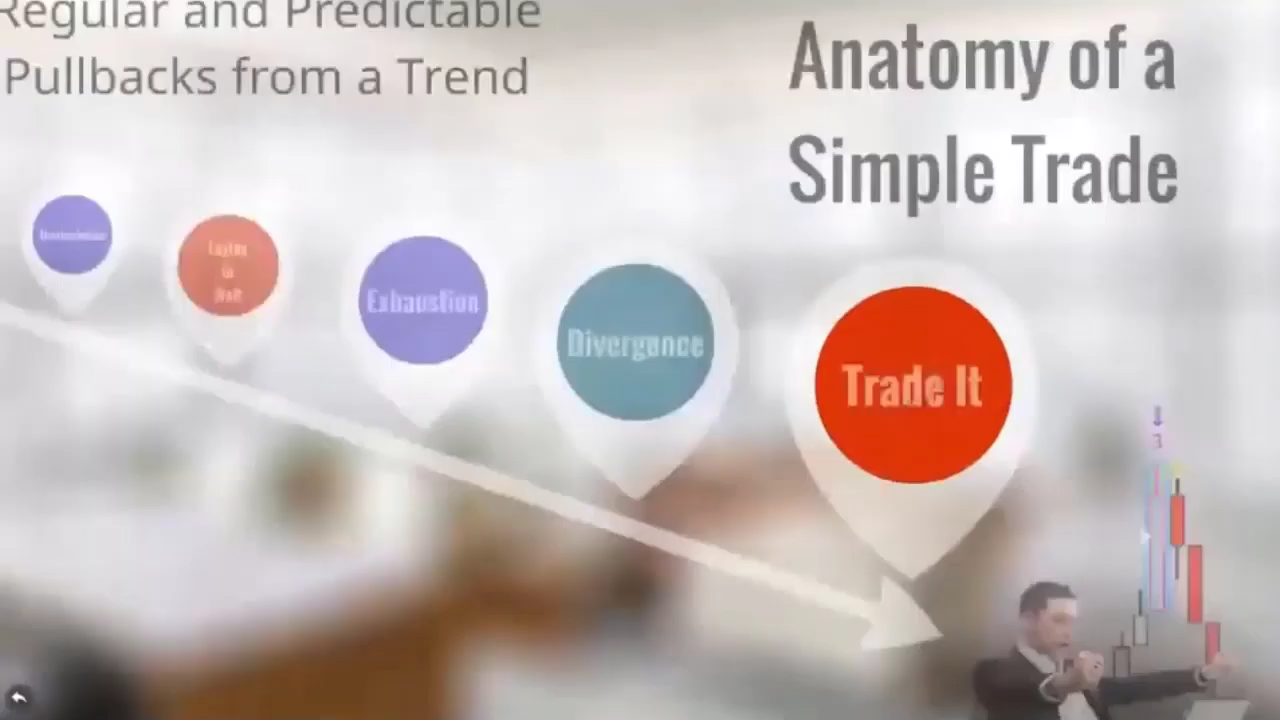 Regular and Predictable
Pullbacks from a Trend
Anatomy of a
Simple Trade
Exhaustion
Divergence
Trade It